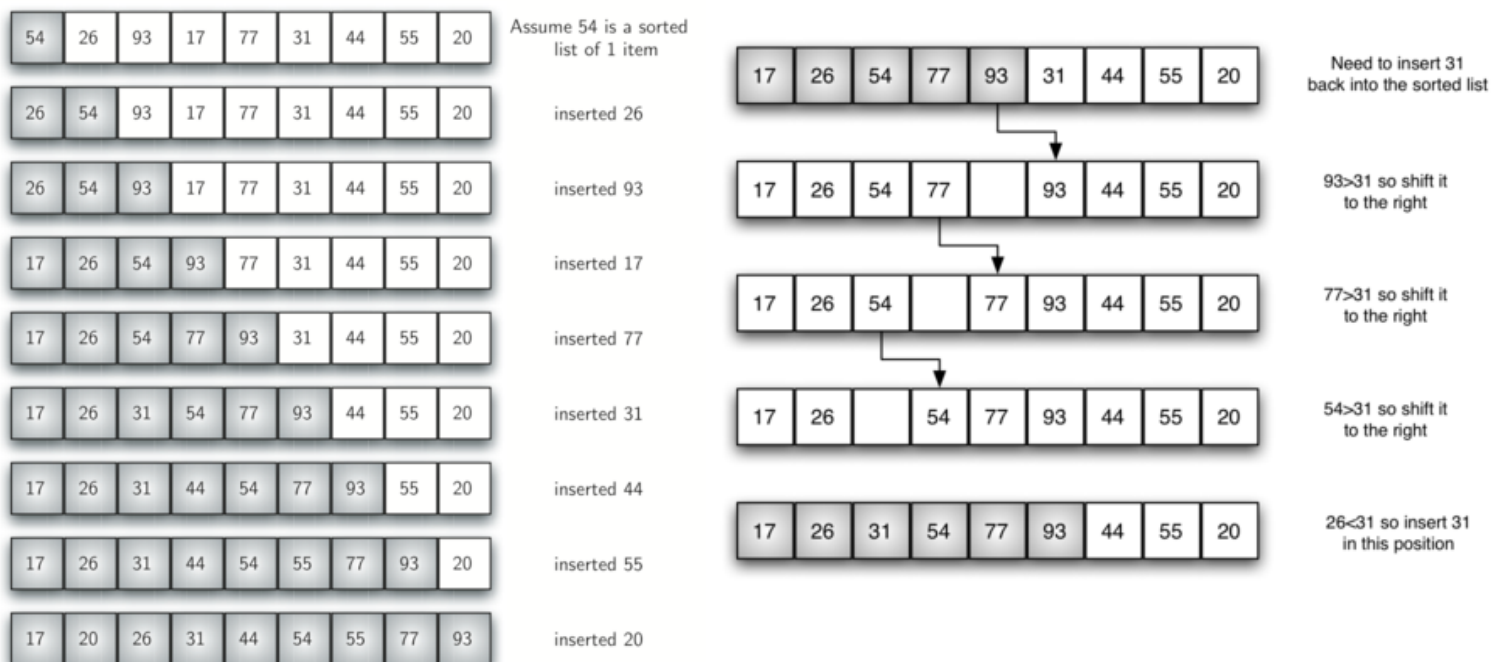 54 26 93 17 77 31 44 55 20
Assume 54 is a sorted
list of 1 item
26 54 93 17 77 31 44 55 20
inserted 26
26 54 93 17 77 31 44 55 20
inserted 93
17 26 54 93 77 31 44 55 20
inserted 17
17 26 54 77 93 31 44 55 20
inserted 77
17 26 31 54 77 93 44 55 20
inserted 31
17 26 31 44 54 77 93 55 20
inserted 44
17 26 31 44 54 55 77 93 20
inserted 55
17 20 26 31 44 54 55 77 93
inserted 20
17 26 54 77 93 31 44 55 20
Need to insert 31
back into the sorted list
17 26 54 77 93 44 55 20
93>31 so shift it
to the right
17 26 54 77 93 44 55 20
77>31 so shift it
to the right
17 26 54 77 93 44 55 20
54>31 so shift it
to the right
17 26 31 54 77 93 44 55 20
26<31 so insert 31
in this position